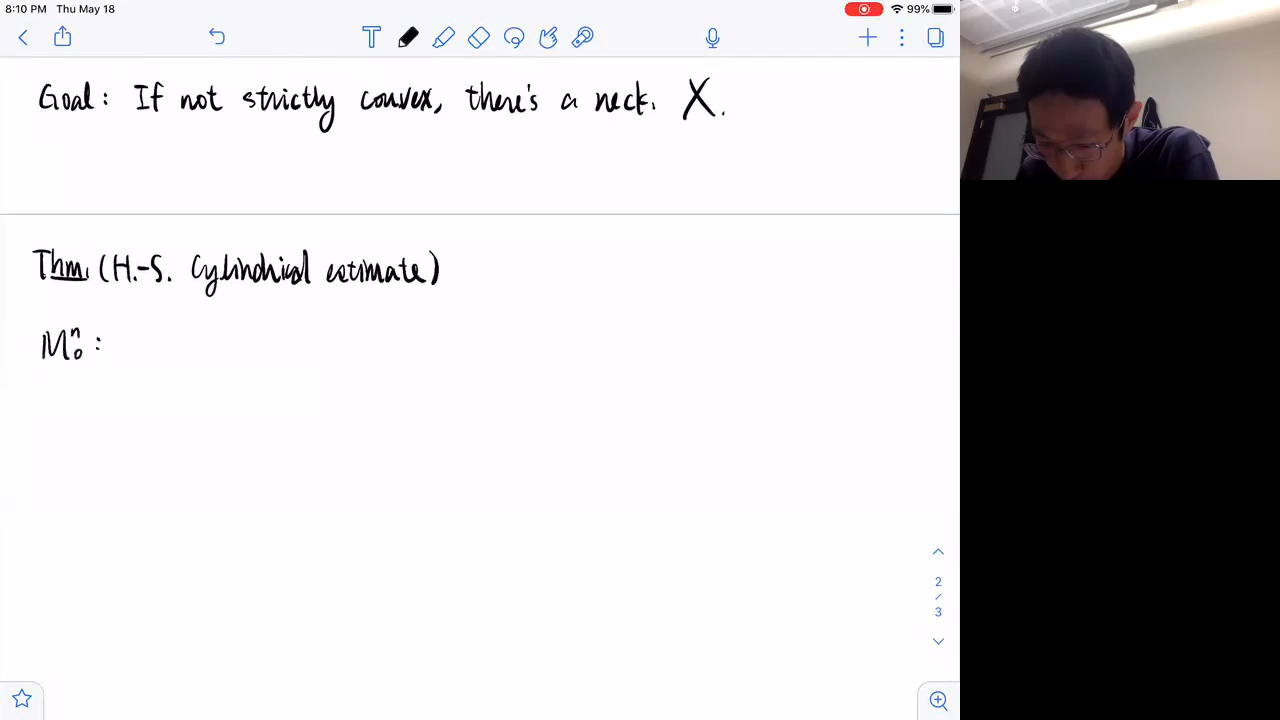 8:10 PM Thu May 18
99%
Goal: If not strictly convex, there's a neck. X.
Thm. (H.-S. Cylindrical estimate)
M₀ⁿ :
2
/
3